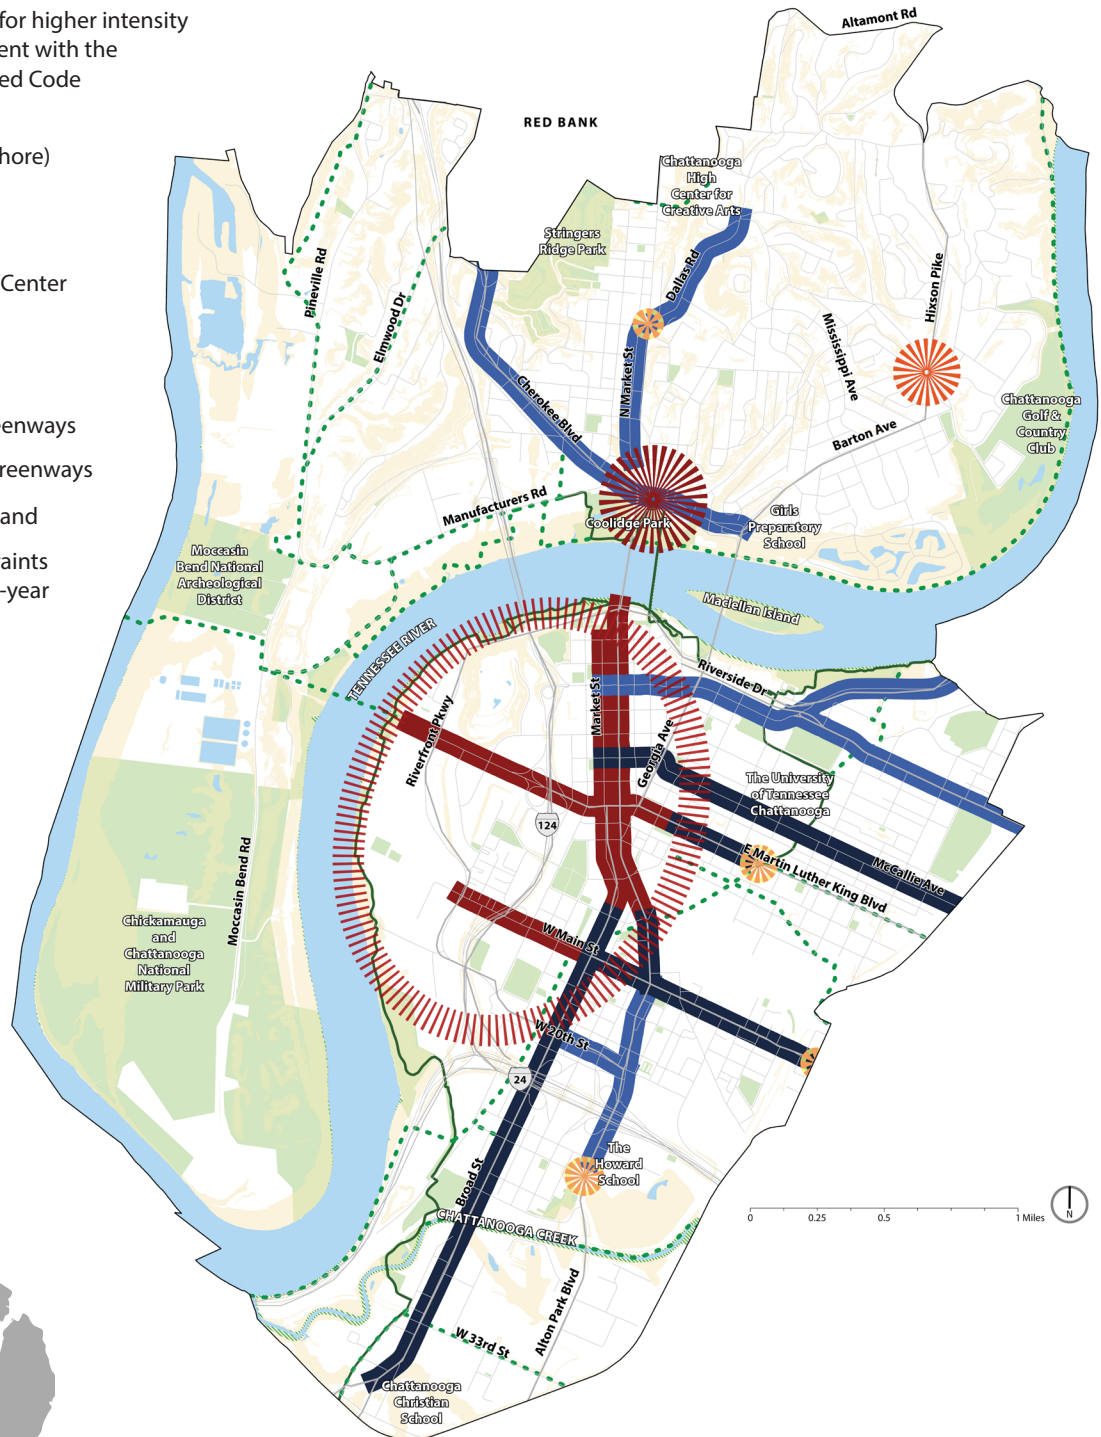 for higher intensity
ent with the
ed Code
hore)
Center
eenways
reenways
and
raints
-year
Altamont Rd
RED BANK
Chattanooga
High
Center for
Creative Arts
Stringers
Ridge Park
Pineville Rd
Elmwood Dr
Dallas Rd
Hixson Pike
N Market St
Mississippi Ave
Cherokee Blvd
Chattanooga
Golf &
Country
Club
Barton Ave
Manufacturers Rd
Coolidge Park
Girls
Preparatory
School
Moccasin
Bend National
Archeological
District
Maclellan Island
TENNESSEE RIVER
Riverside Dr
Market St
Riverfront Pkwy
Georgia Ave
The University
of Tennessee
Chattanooga
124
E Martin Luther King Blvd
McCallie Ave
Moccasin Bend Rd
Chickamauga
and
Chattanooga
National
Military Park
W Main St
W 20th St
24
The
Howard
School
Broad St
CHATTANOOGA CREEK
0 0.25 0.5 1 Miles
N
Alton Park Blvd
W 33rd St
Chattanooga
Christian
School